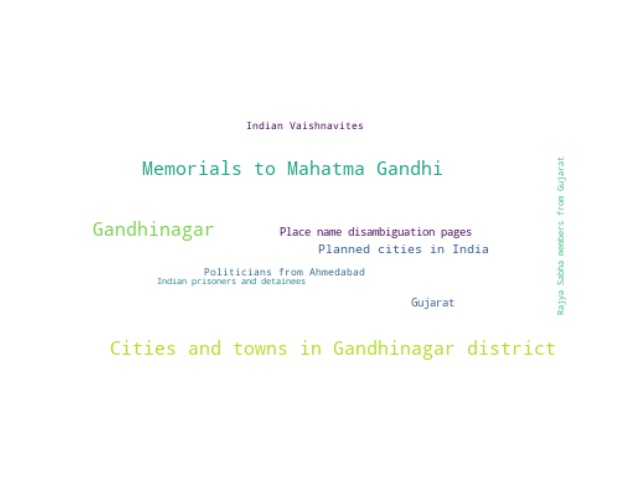 Indian Vaishnavites
Memorials to Mahatma Gandhi
Rajya Sabha members from Gujarat
Gandhinagar
Place name disambiguation pages
Planned cities in India
Politicians from Ahmedabad
Indian prisoners and detainees
Gujarat
Cities and towns in Gandhinagar district